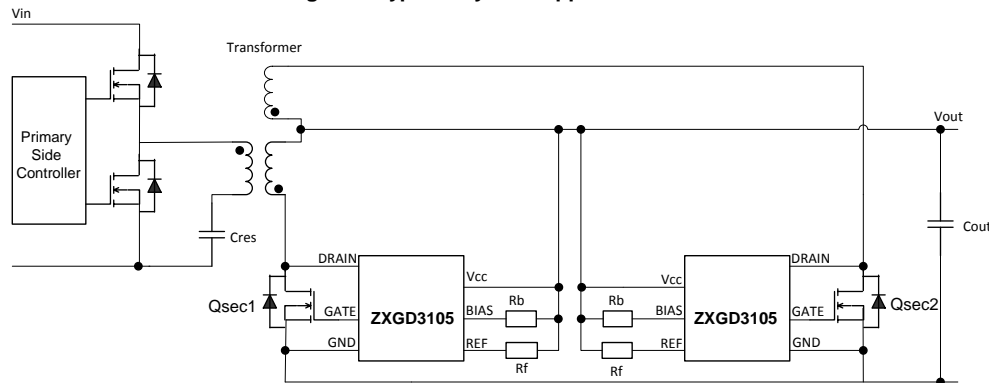 Vin
Transformer
Primary
Side
Controller
Vout
Cres
Cout
DRAIN
Vcc
Vcc
DRAIN
Qsec1
GATE
ZXGD3105
BIAS
Rb
Rb
BIAS
ZXGD3105
GATE
Qsec2
GND
REF
Rf
Rf
REF
GND